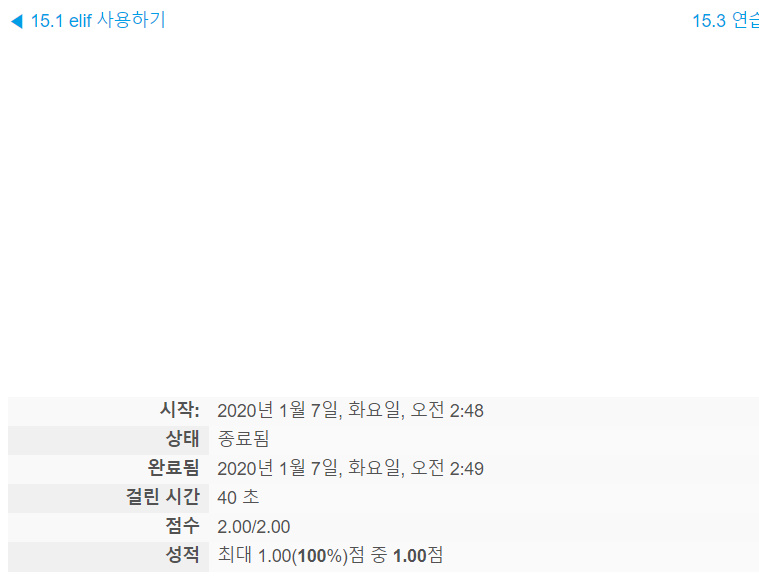 ◀ 15.1 elif 사용하기 15.3
시작: 2020년 1월 7일, 화요일, 오전 2:48
상태 종료됨
완료됨 2020년 1월 7일, 화요일, 오전 2:49
걸린 시간 40 초
점수 2.00/2.00
성적 최대 1.00(100%)점 중 1.00점